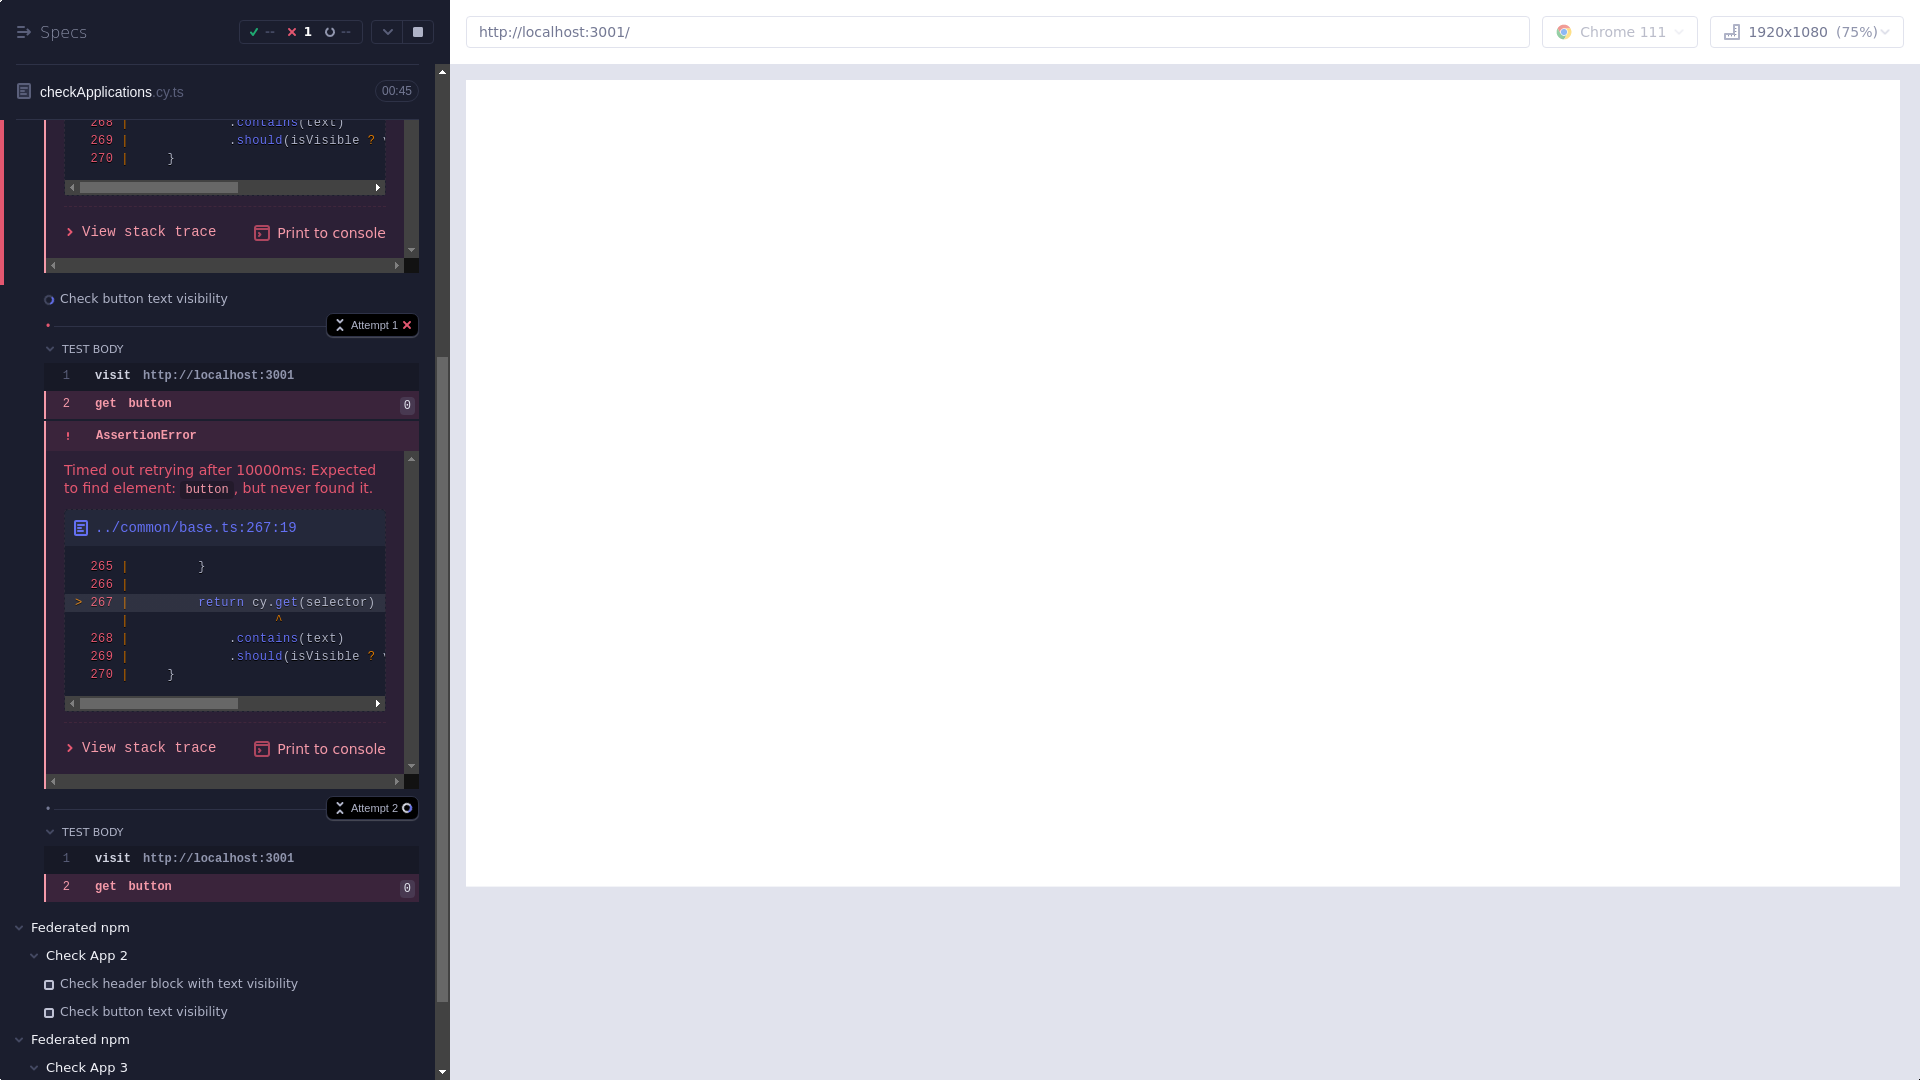 Specs
-- 1 --
checkApplications.cy.ts 00:45
268 | .contains(text)
269 | .should(isVisible ?
270 | }
View stack trace Print to console
Check button text visibility
Attempt 1
TEST BODY
1 visit http://localhost:3001
2 get button 0
! AssertionError
Timed out retrying after 10000ms: Expected
to find element: button, but never found it.
../common/base.ts:267:19
265 | }
266 |
> 267 | return cy.get(selector)
| ^
268 | .contains(text)
269 | .should(isVisible ?
270 | }
View stack trace Print to console
Attempt 2
TEST BODY
1 visit http://localhost:3001
2 get button 0
Federated npm
Check App 2
Check header block with text visibility
Check button text visibility
Federated npm
Check App 3
http://localhost:3001/
Chrome 111
1920x1080 (75%)